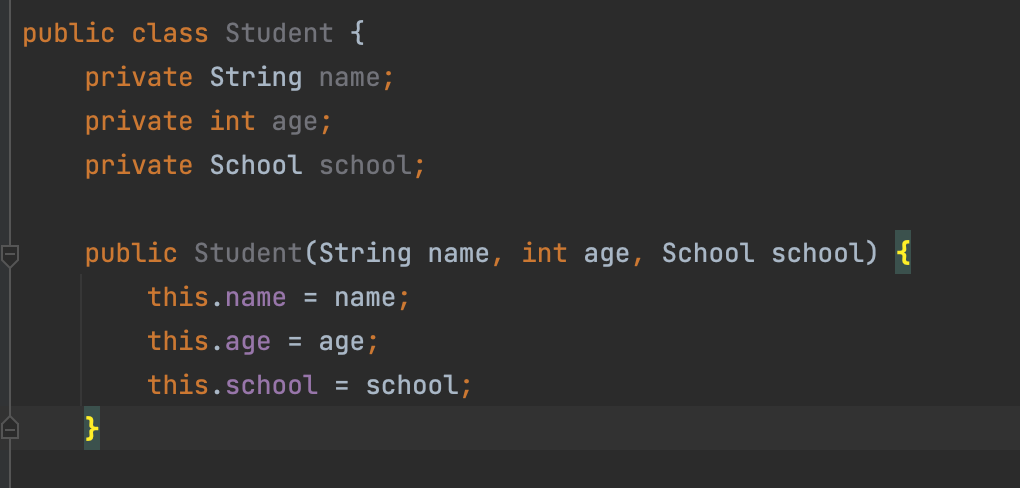 public class Student {
    private String name;
    private int age;
    private School school;

    public Student(String name, int age, School school) {
        this.name = name;
        this.age = age;
        this.school = school;
    }